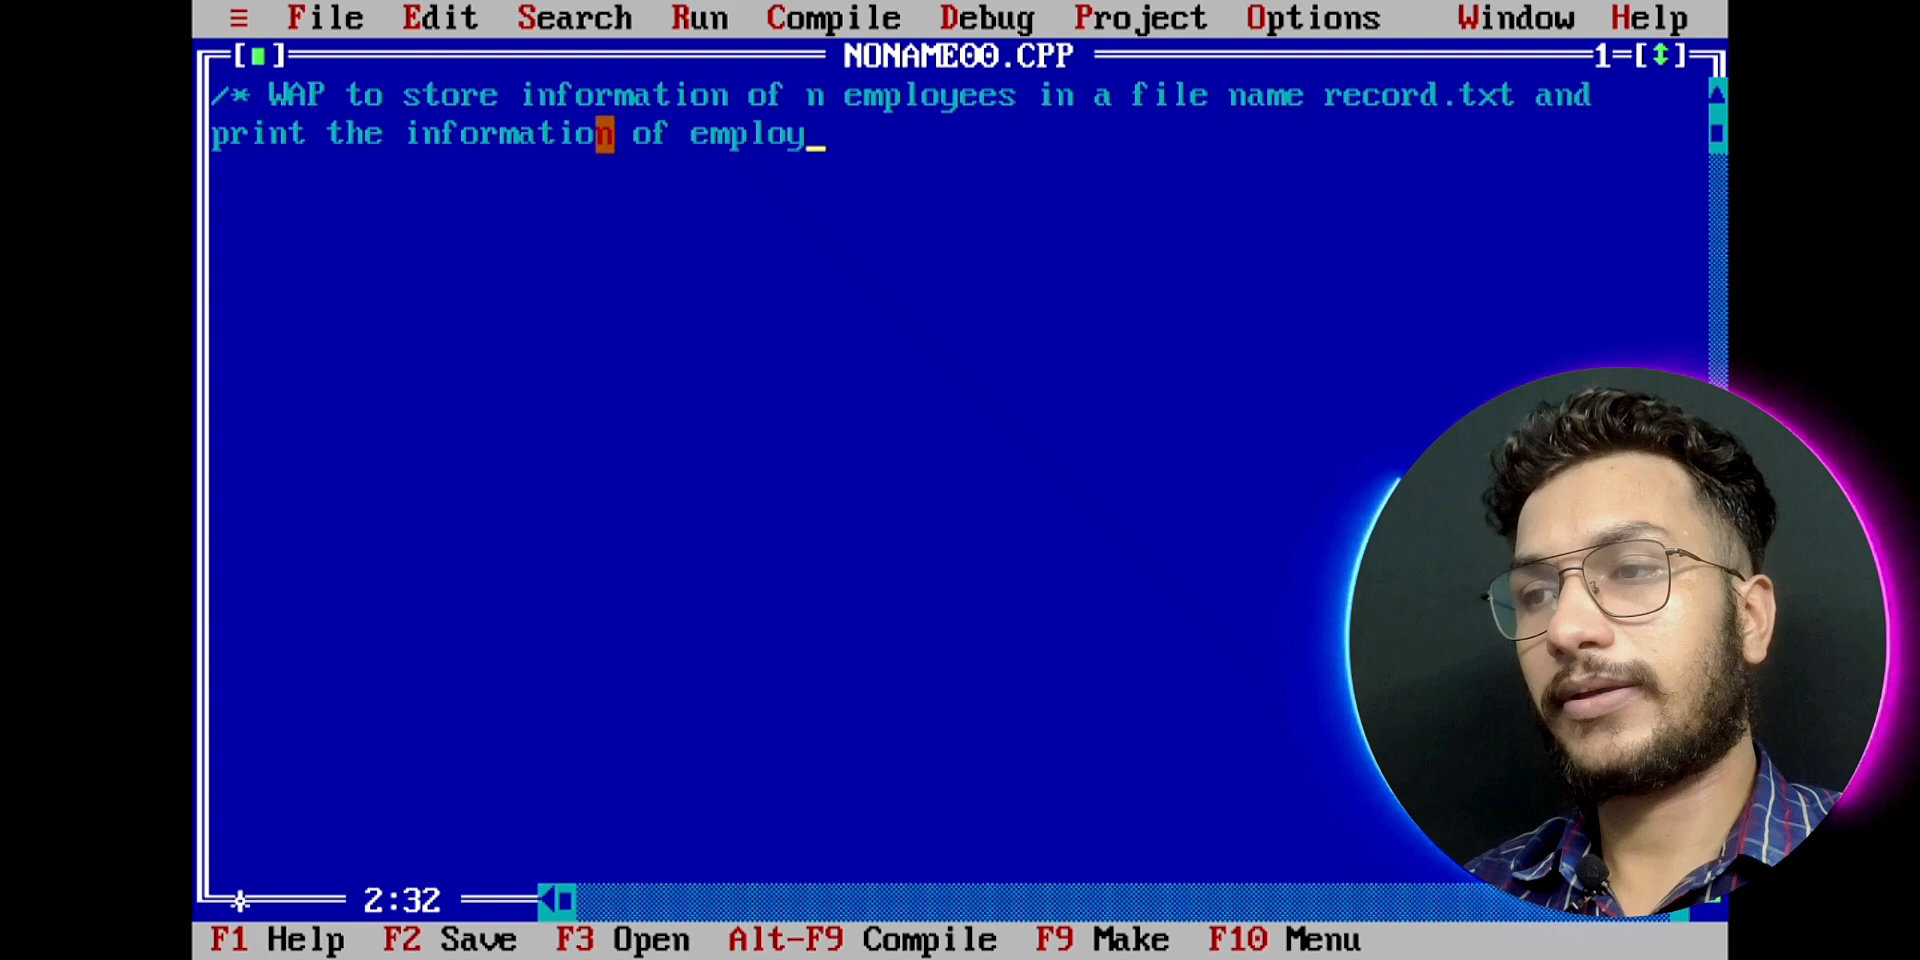 ≡ File Edit Search Run Compile Debug Project Options Window Help
[■] NONAME00.CPP 1=[↕]
/* WAP to store information of n employees in a file name record.txt and
print the information of employ_
2:32
F1 Help F2 Save F3 Open Alt-F9 Compile F9 Make F10 Menu